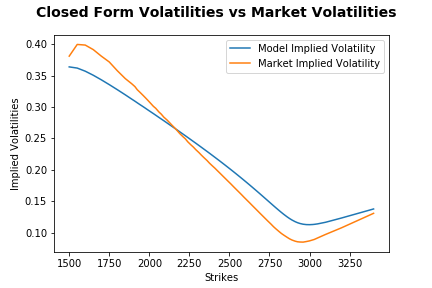 Closed Form Volatilities vs Market Volatilities
Model Implied Volatility
Market Implied Volatility
Implied Volatilities
0.40
0.35
0.30
0.25
0.20
0.15
0.10
1500 1750 2000 2250 2500 2750 3000 3250
Strikes